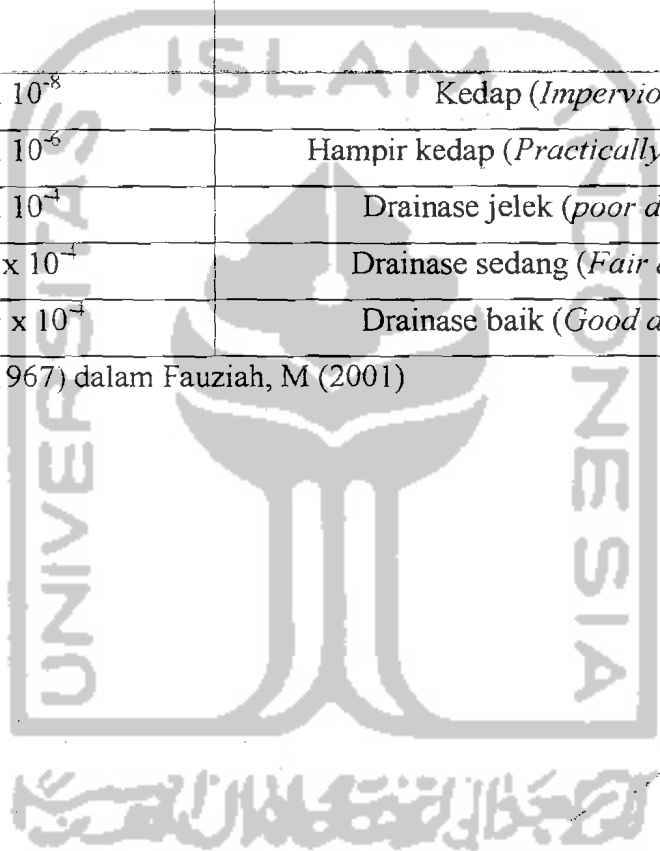 ISLAM
UNIVERSITAS
INDONESIA
x 10⁻⁸ Kedap (Impervio
x 10⁻⁶ Hampir kedap (Practically
x 10⁻⁴ Drainase jelek (poor d
x 10⁻⁴ Drainase sedang (Fair
x 10⁻⁴ Drainase baik (Good
967) dalam Fauziah, M (2001)